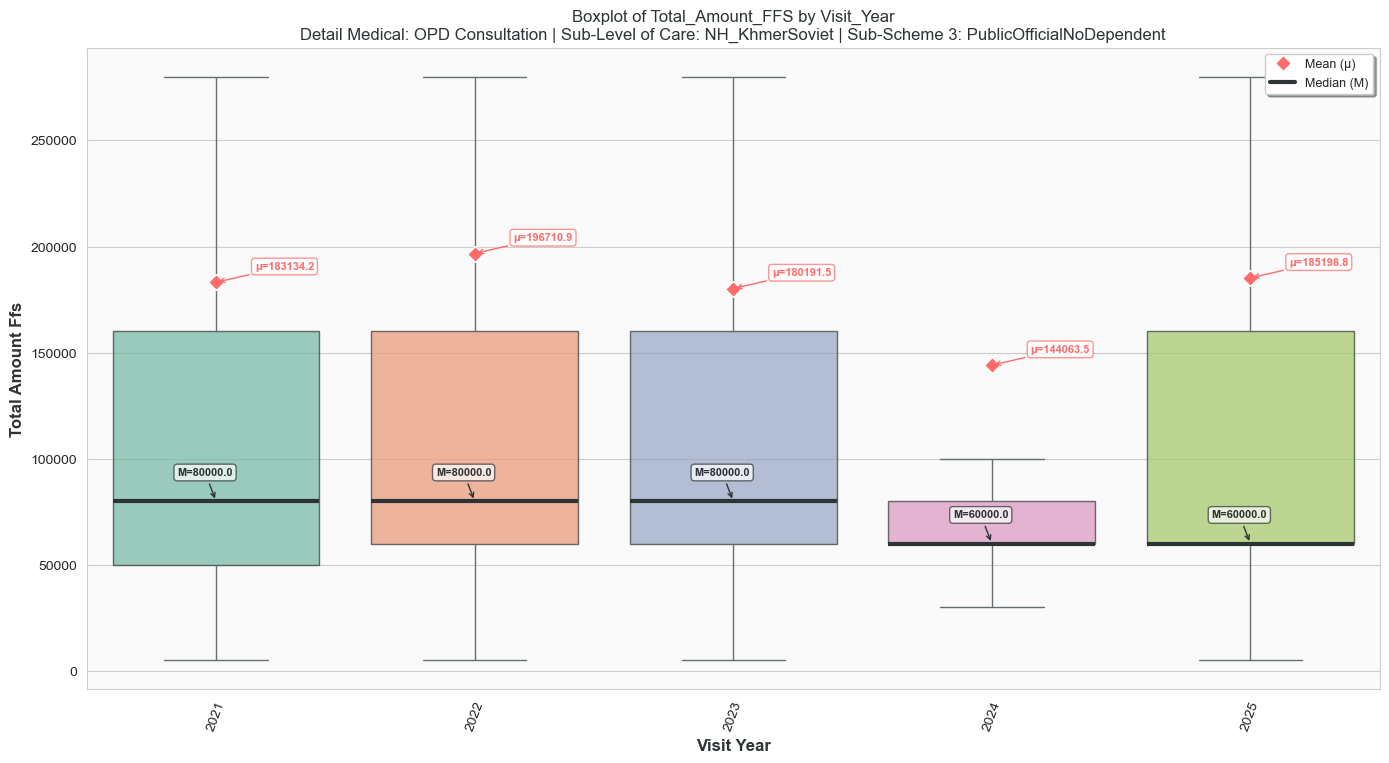 Boxplot of Total_Amount_FFS by Visit_Year
Detail Medical: OPD Consultation | Sub-Level of Care: NH_KhmerSoviet | Sub-Scheme 3: PublicOfficialNoDependent
Mean (μ)
Median (M)
Total Amount Ffs
250000
200000
150000
100000
50000
0
μ=183134.2
μ=196710.9
μ=180191.5
μ=144063.5
μ=185198.8
M=80000.0
M=80000.0
M=80000.0
M=60000.0
M=60000.0
2021
2022
2023
2024
2025
Visit Year